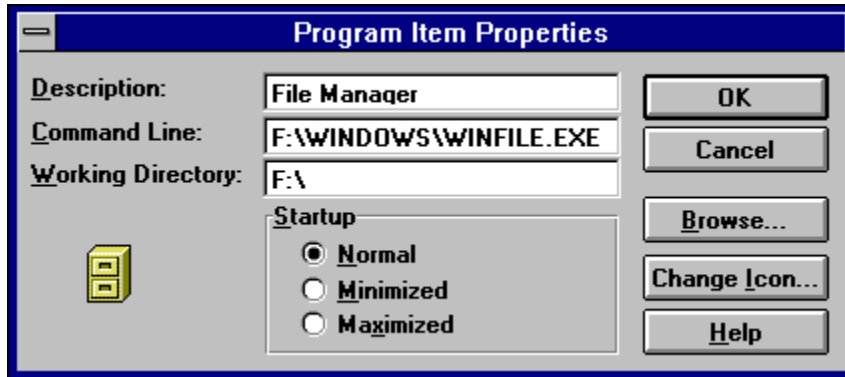 Program Item Properties
Description: File Manager
Command Line: F:\WINDOWS\WINFILE.EXE
Working Directory: F:\
Startup
Normal
Minimized
Maximized
OK
Cancel
Browse...
Change Icon...
Help